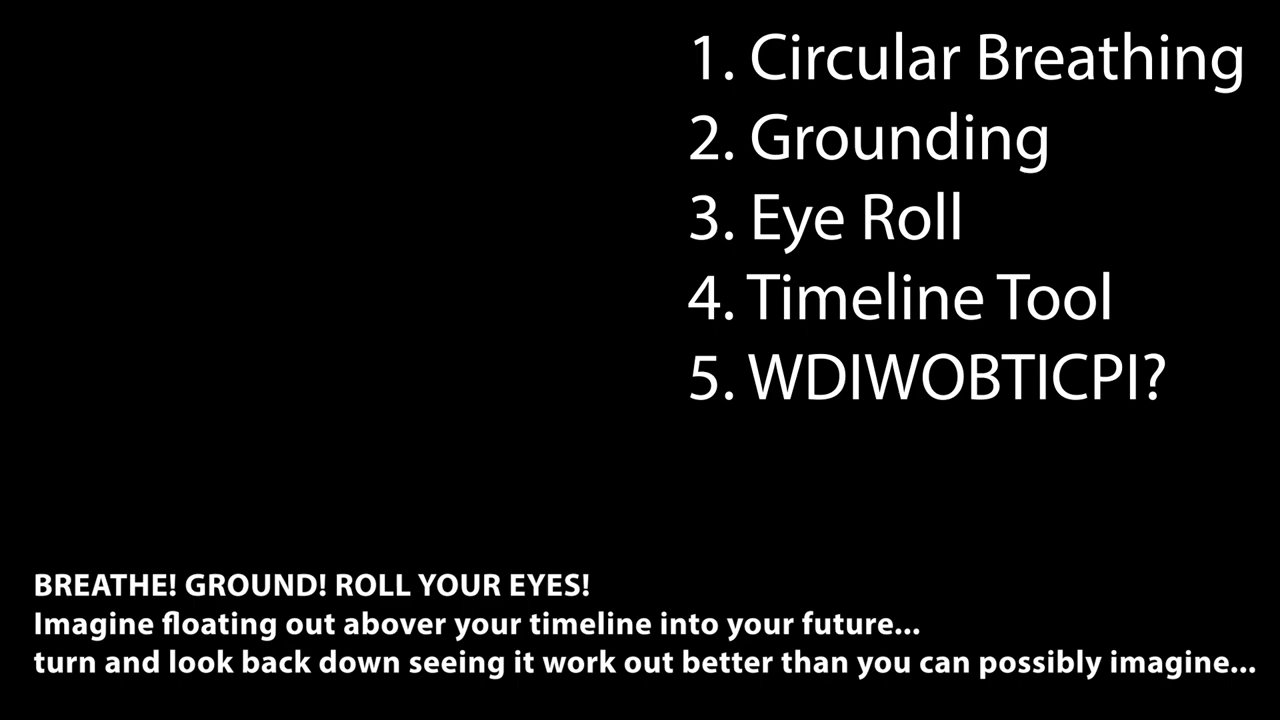 1. Circular Breathing
2. Grounding
3. Eye Roll
4. Timeline Tool
5. WDIWOBTICPI?
BREATHE! GROUND! ROLL YOUR EYES!
Imagine floating out abover your timeline into your future...
turn and look back down seeing it work out better than you can possibly imagine...